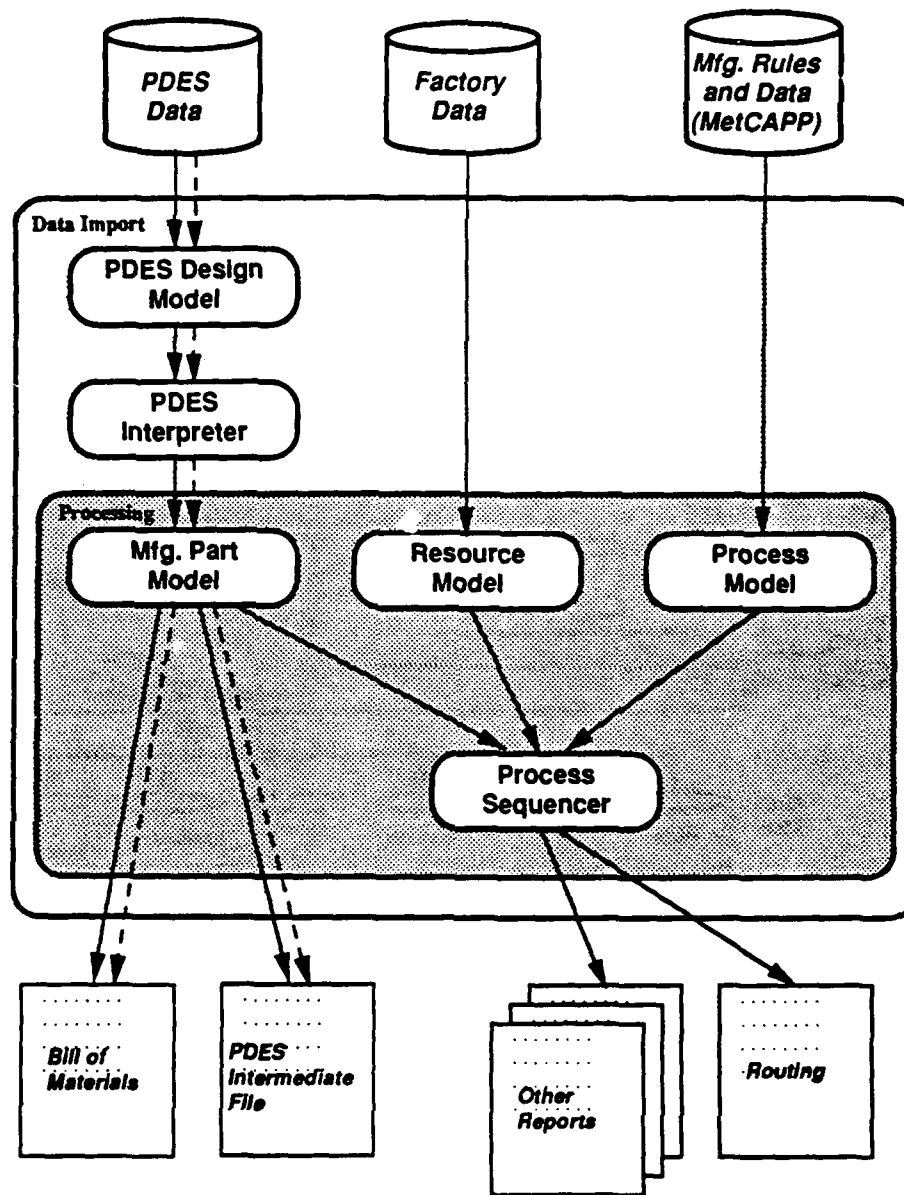 PDES
Data
Factory
Data
Mfg. Rules
and Data
(MetCAPP)
Data Import
PDES Design
Model
PDES
Interpreter
Processing
Mfg. Part
Model
Resource
Model
Process
Model
Process
Sequencer
Bill of
Materials
PDES
Intermediate
File
Other
Reports
Routing